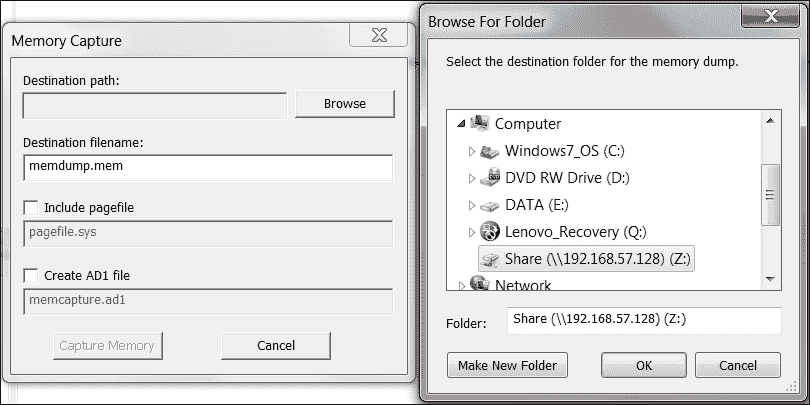 Memory Capture
Destination path:
Browse
Destination filename:
memdump.mem
Include pagefile
pagefile.sys
Create AD1 file
memcapture.ad1
Capture Memory
Cancel
Browse For Folder
Select the destination folder for the memory dump.
Computer
Windows7_OS (C:)
DVD RW Drive (D:)
DATA (E:)
Lenovo_Recovery (Q:)
Share (\\192.168.57.128) (Z:)
Network
Folder:
Share (\\192.168.57.128) (Z:)
Make New Folder
OK
Cancel